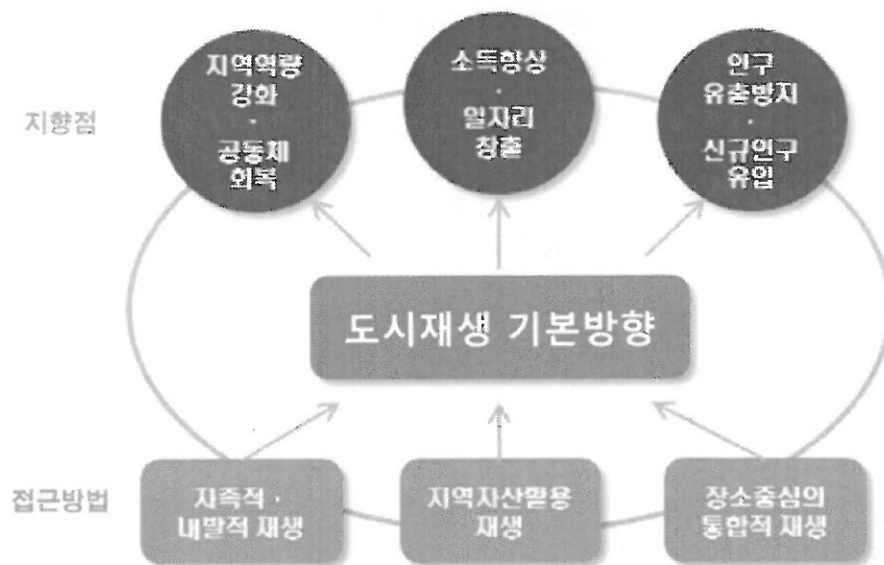 지향점
지역역량
강화
·
공동체
회복
소득향상
·
일자리
창출
인구
유출방지
·
신규인구
유입
도시재생 기본방향
접근방법
자족적 ·
내발적 재생
지역자산활용
재생
장소중심의
통합적 재생